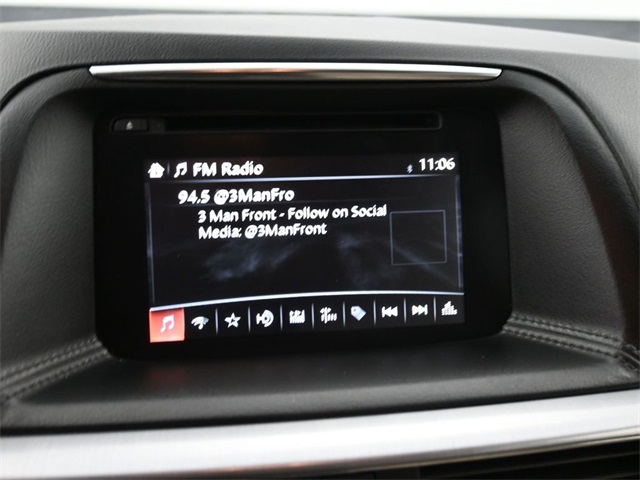 FM Radio 11:06
94.5 @3ManFro
3 Man Front - Follow on Social
Media: @3ManFront